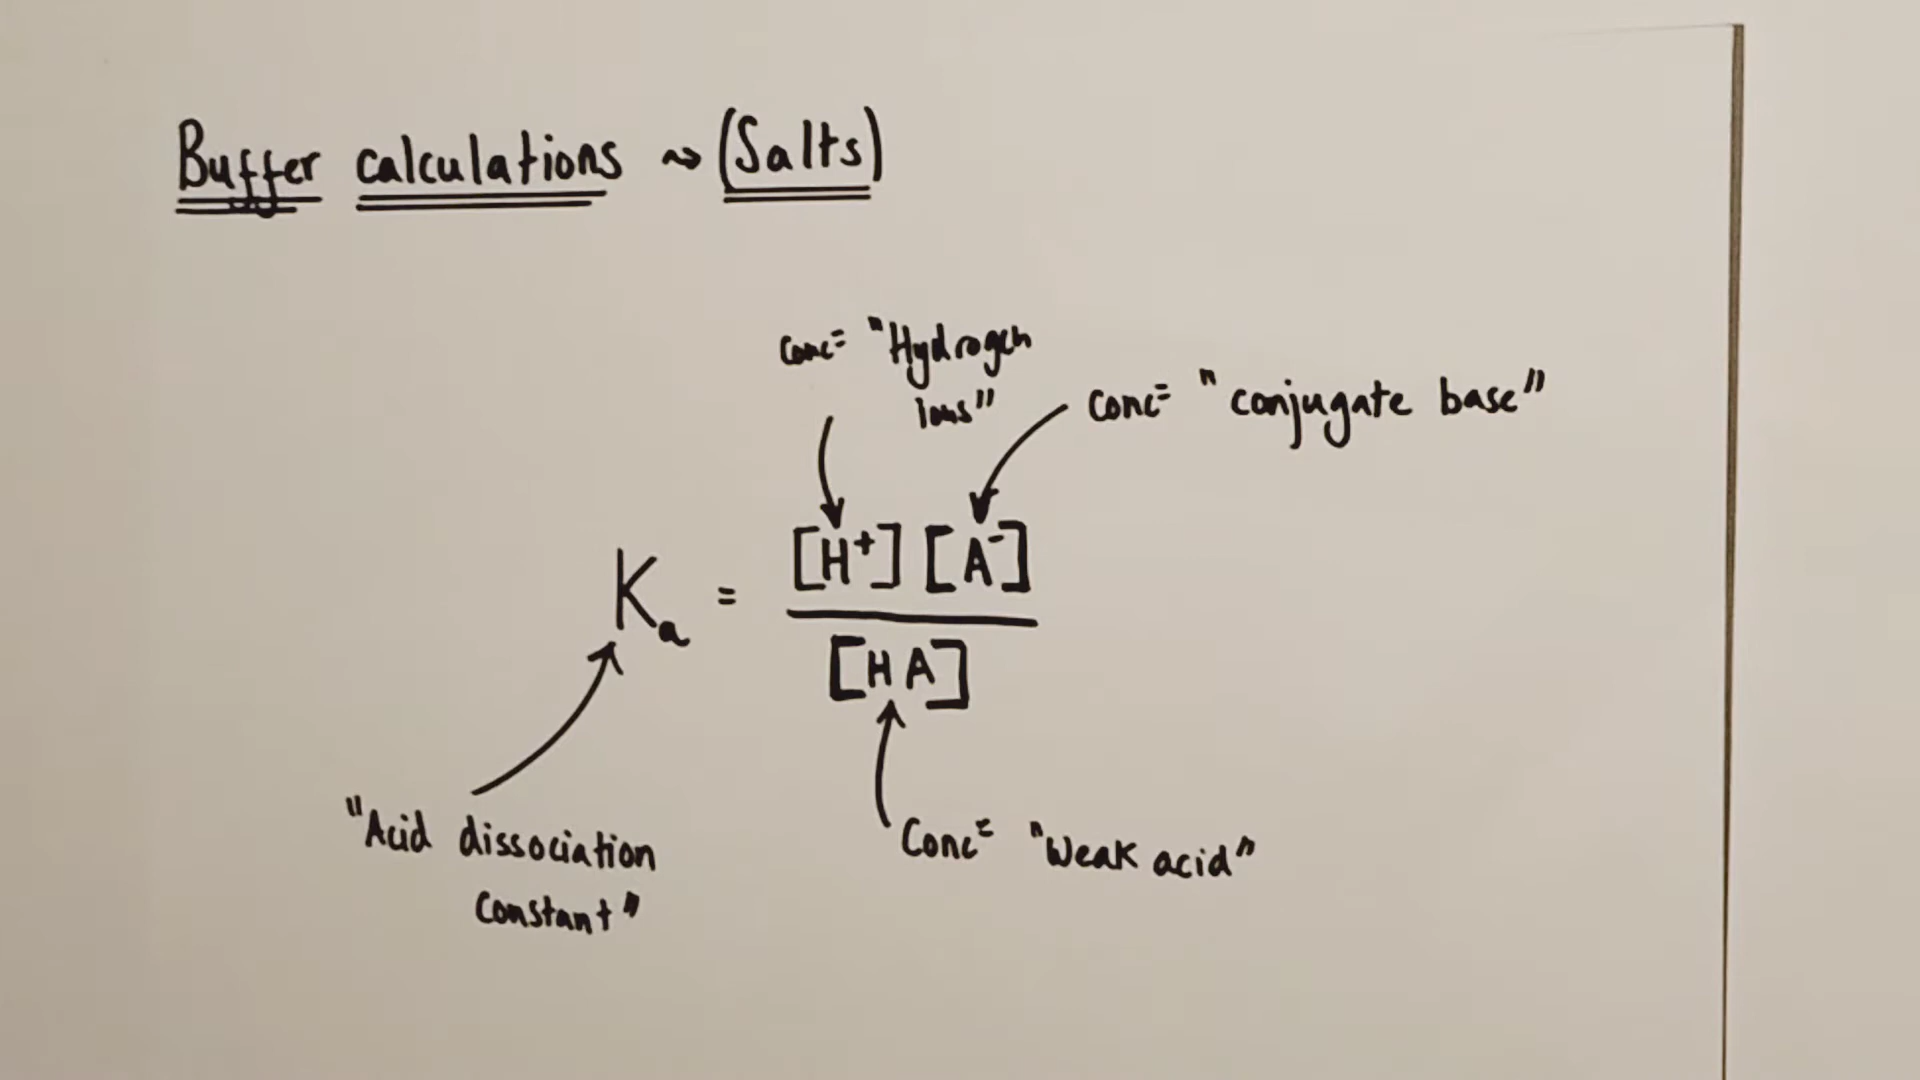 Buffer calculations ~> (Salts)
conc= "Hydrogen
ions"
conc= "conjugate base"
[H⁺] [A⁻]
Kₐ =
[HA]
"Acid dissociation
constant"
Conc= "Weak acid"